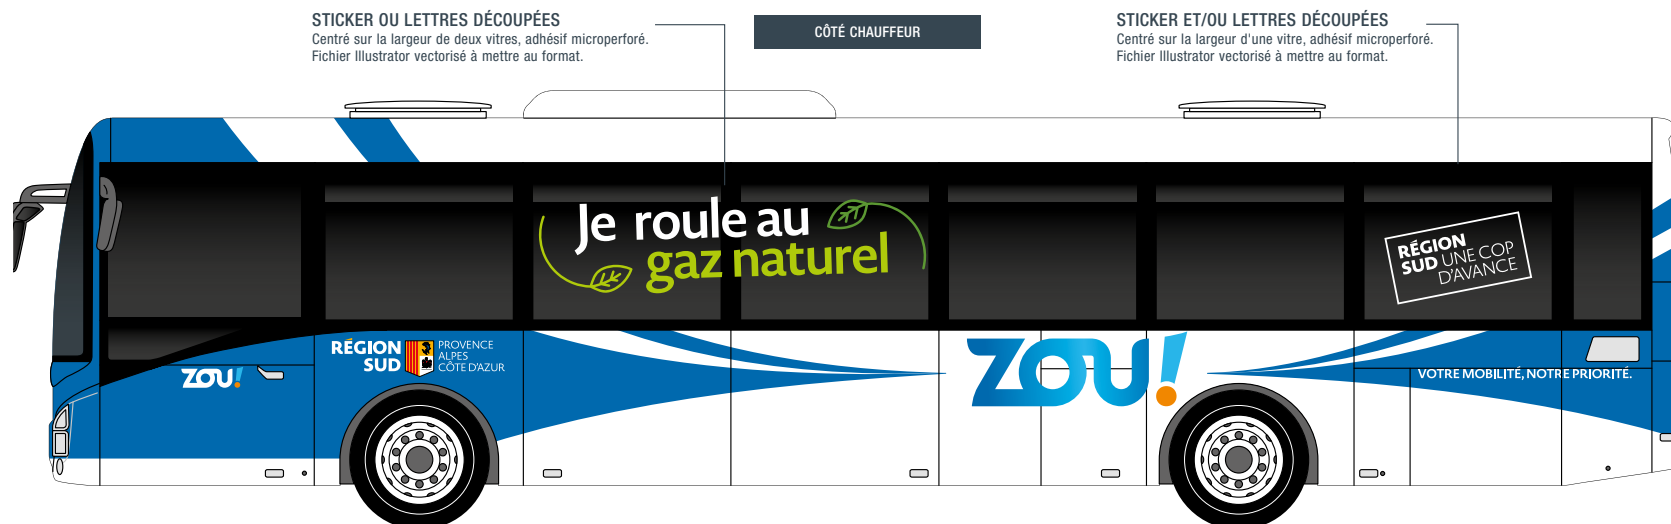 STICKER OU LETTRES DÉCOUPÉES
Centré sur la largeur de deux vitres, adhésif microperforé.
Fichier Illustrator vectorisé à mettre au format.
CÔTÉ CHAUFFEUR
STICKER ET/OU LETTRES DÉCOUPÉES
Centré sur la largeur d'une vitre, adhésif microperforé.
Fichier Illustrator vectorisé à mettre au format.
Je roule au
gaz naturel
RÉGION
SUD UNE COP
D'AVANCE
RÉGION
SUD
PROVENCE
ALPES
CÔTE D'AZUR
ZOU!
ZOU!
VOTRE MOBILITÉ, NOTRE PRIORITÉ.